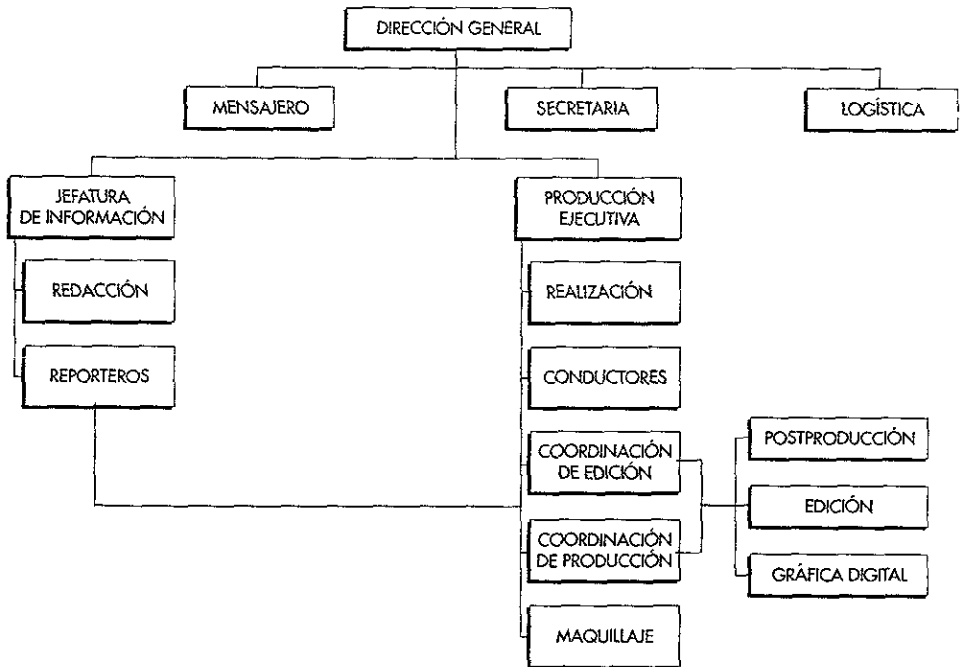 DIRECCIÓN GENERAL
MENSAJERO
SECRETARIA
LOGÍSTICA
JEFATURA
DE INFORMACIÓN
PRODUCCIÓN
EJECUTIVA
REDACCIÓN
REALIZACIÓN
REPORTEROS
CONDUCTORES
COORDINACIÓN
DE EDICIÓN
POSTPRODUCCIÓN
EDICIÓN
COORDINACIÓN
DE PRODUCCIÓN
GRÁFICA DIGITAL
MAQUILLAJE